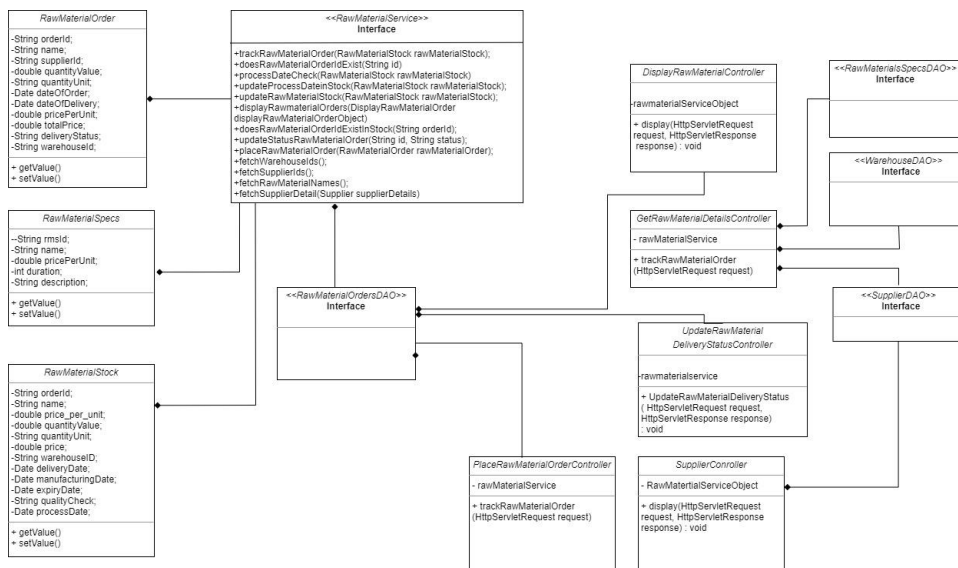 RawMaterialOrder
-String orderId;
-String name;
-String supplierId;
-double quantityValue;
-String quantityUnit;
-Date dateOfOrder;
-Date dateOfDelivery;
-double pricePerUnit;
-double totalPrice;
-String deliveryStatus;
-String warehouseId;
+ getValue()
+ setValue()
RawMaterialSpecs
--String rmsId;
-String name;
-double pricePerUnit;
-int duration;
-String description;
+ getValue()
+ setValue()
RawMaterialStock
-String orderId;
-String name;
-double price_per_unit;
-double quantityValue;
-String quantityUnit;
-double price;
-String warehouseID;
-Date deliveryDate;
-Date manufacturingDate;
-Date expiryDate;
-String qualityCheck;
-Date processDate;
+ getValue()
+ setValue()
<<RawMaterialService>>
Interface
+trackRawMaterialOrder(RawMaterialStock rawMaterialStock);
+doesRawMaterialOrderIdExist(String id)
+processDateCheck(RawMaterialStock rawMaterialStock)
+updateProcessDateinStock(RawMaterialStock rawMaterialStock);
+updateRawMaterialStock(RawMaterialStock rawMaterialStock);
+displayRawmaterialOrders(DisplayRawMaterialOrder
displayRawMaterialOrderObject)
+doesRawMaterialOrderIdExistInStock(String orderId);
+updateStatusRawMaterialOrder(String id, String status);
+placeRawMaterialOrder(RawMaterialOrder rawMaterialOrder);
+fetchWarehouseIds();
+fetchSupplierIds();
+fetchRawMaterialNames();
+fetchSupplierDetail(Supplier supplierDetails)
<<RawMaterialOrdersDAO>>
Interface
DisplayRawMaterialController
-rawmaterialServiceObject
+ display(HttpServletRequest
request, HttpServletResponse
response) : void
GetRawMaterialDetailsController
- rawMaterialService
+ trackRawMaterialOrder
(HttpServletRequest request)
UpdateRawMaterial
DeliveryStatusController
-rawmaterialservice
+ UpdateRawMaterialDeliveryStatus
( HttpServletRequest request,
HttpServletResponse response)
: void
PlaceRawMaterialOrderController
- rawMaterialService
+ trackRawMaterialOrder
(HttpServletRequest request)
SupplierConroller
- RawMatertialServiceObject
+ display(HttpServletRequest
request, HttpServletResponse
response) : void
<<RawMaterialsSpecsDAO>>
Interface
<<WarehouseDAO>>
Interface
<<SupplierDAO>>
Interface